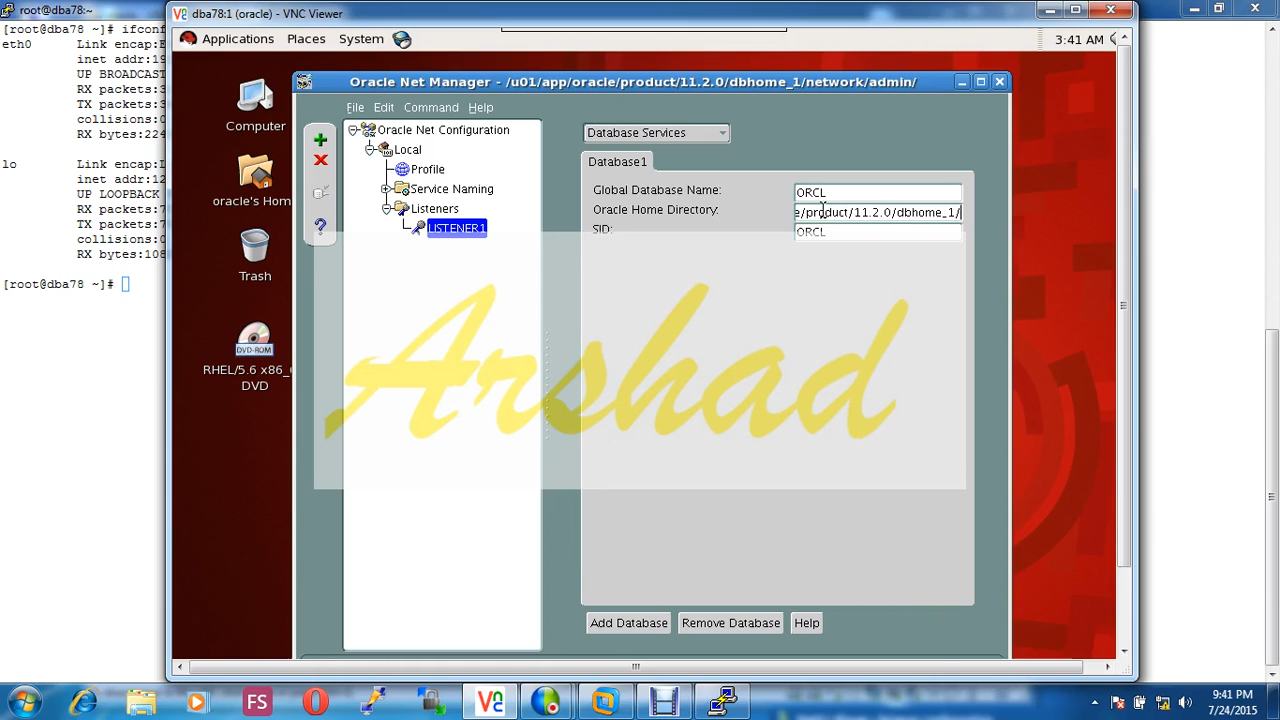 root@dba78:~
[root@dba78 ~]# ifconf
eth0 Link encap:E
inet addr:19
UP BROADCAST
RX packets:3
TX packets:3
collisions:0
RX bytes:224
lo Link encap:L
inet addr:12
UP LOOPBACK
RX packets:6
TX packets:6
collisions:0
RX bytes:108
[root@dba78 ~]#
dba78:1 (oracle) - VNC Viewer
Applications Places System
3:41 AM
Computer
oracle's Hom
Trash
DVD-ROM
RHEL/5.6 x86_6
DVD
Oracle Net Manager - /u01/app/oracle/product/11.2.0/dbhome_1/network/admin/
File Edit Command Help
Oracle Net Configuration
Local
Profile
Service Naming
Listeners
LISTENER1
Database Services
Database1
Global Database Name: ORCL
Oracle Home Directory: e/product/11.2.0/dbhome_1/
SID: ORCL
Arshad
Add Database Remove Database Help
FS
9:41 PM
7/24/2015